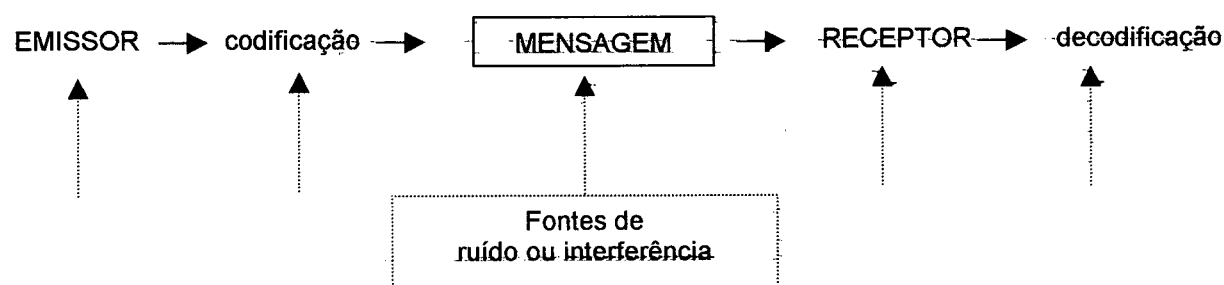 EMISSOR codificação MENSAGEM RECEPTOR decodificação
Fontes de
ruído ou interferência